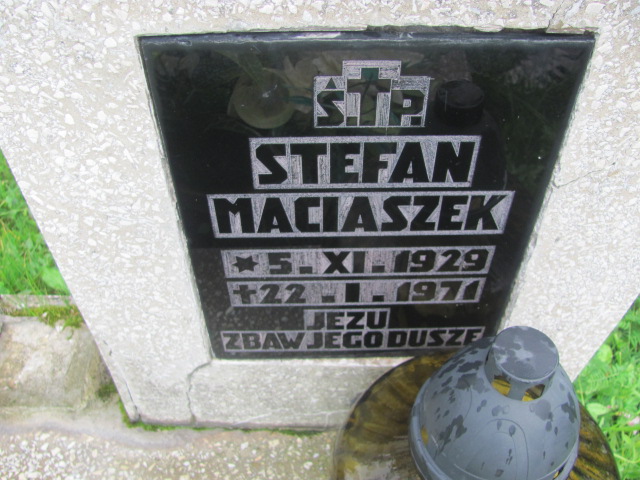 Ś.†P.
STEFAN
MACIASZEK
★ 5.XI.1929
† 22.I.1971
JEZU
ZBAW JEGO DUSZE